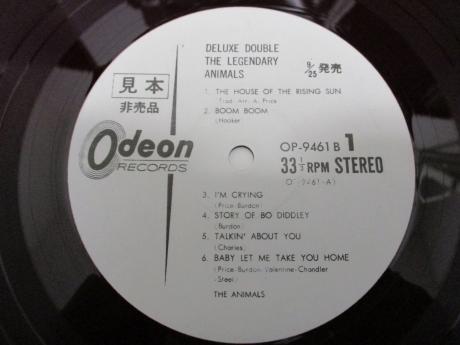 DELUXE DOUBLE
THE LEGENDARY
ANIMALS
9/25 発売
見本
非売品
1. THE HOUSE OF THE RISING SUN
Trad. Arr. A. Price
2. BOOM BOOM
(Hooker)
Odeon
RECORDS
OP-9461 B 1
33 1/3 RPM STEREO
(OP-9461-A)
3. I'M CRYING
(Price-Burdon)
4. STORY OF BO DIDDLEY
(Burdon)
5. TALKIN' ABOUT YOU
(Charles)
6. BABY LET ME TAKE YOU HOME
(Price-Burdon-Valentine-Chandler
-Steel)
THE ANIMALS